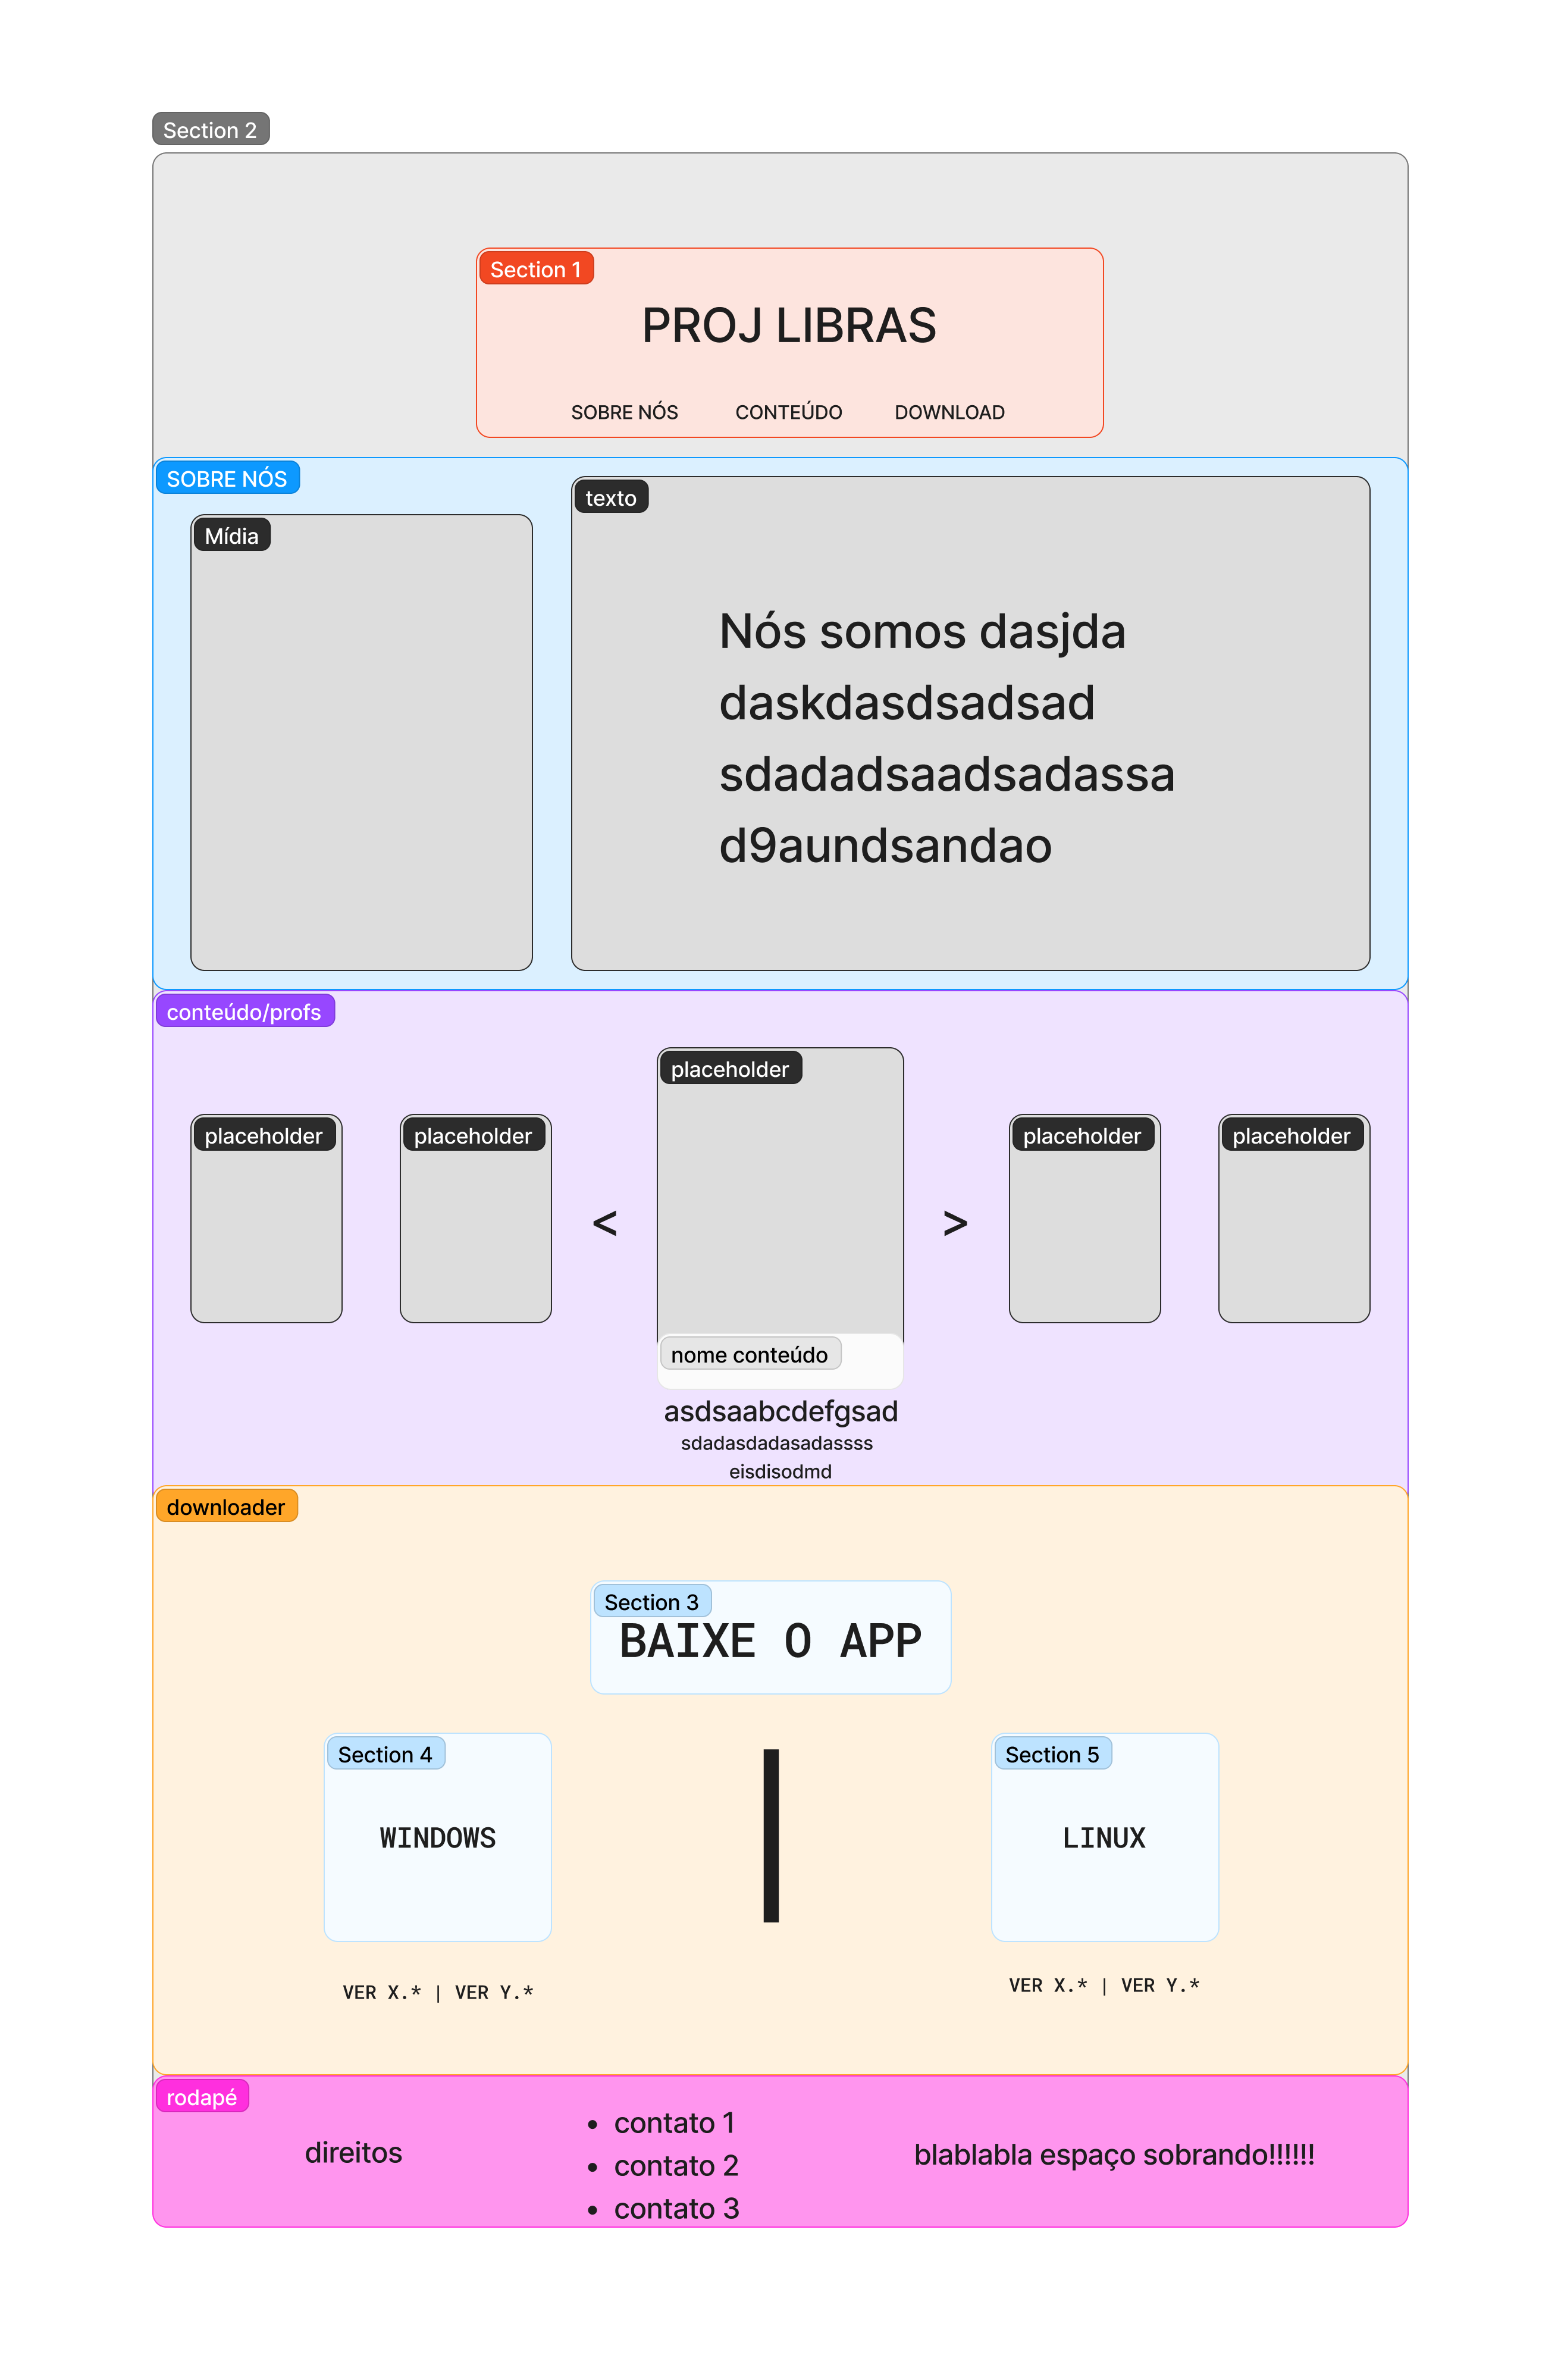 Section 2
Section 1
PROJ LIBRAS
SOBRE NÓS CONTEÚDO DOWNLOAD
SOBRE NÓS
Mídia
texto
Nós somos dasjda
daskdasdsadsad
sdadadsaadsadassa
d9aundsandao
conteúdo/profs
placeholder
placeholder
placeholder
placeholder
placeholder
<
>
nome conteúdo
asdsaabcdefgsad
sdadasdadasadassss
eisdisodmd
downloader
Section 3
BAIXE O APP
Section 4
WINDOWS
VER X.* | VER Y.*
Section 5
LINUX
VER X.* | VER Y.*
rodapé
direitos
• contato 1
• contato 2
• contato 3
blablabla espaço sobrando!!!!!!